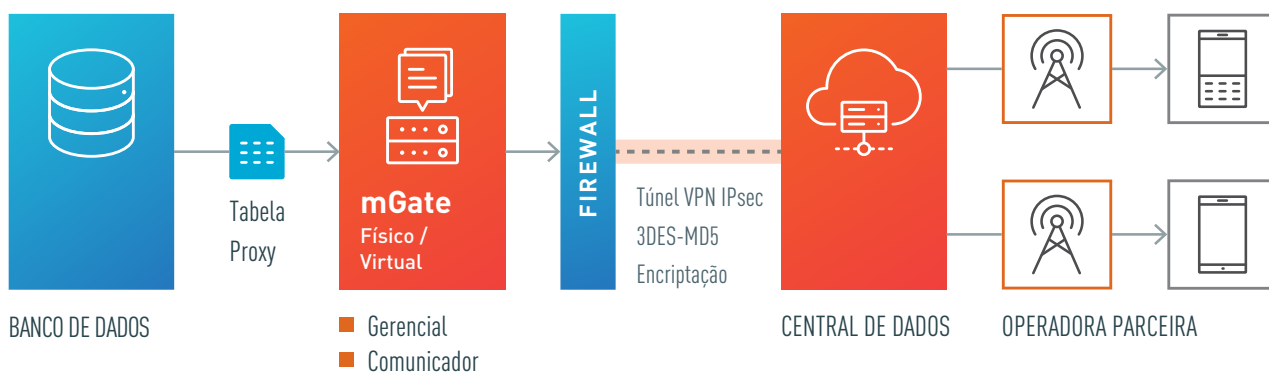 BANCO DE DADOS
Tabela
Proxy
mGate
Físico /
Virtual
Gerencial
Comunicador
FIREWALL
Túnel VPN IPsec
3DES-MD5
Encriptação
CENTRAL DE DADOS
OPERADORA PARCEIRA